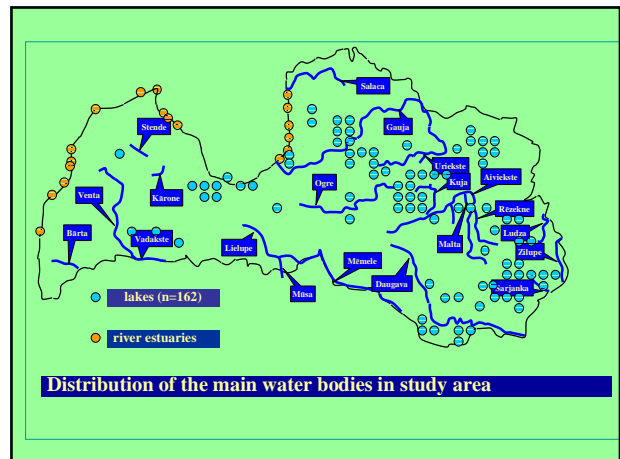 Salaca
Gauja
Stende
Uriekste
Aiviekste
Kuja
Ogre
Venta
Kārone
Rēzekne
Ludza
Bārta
Vadakste
Lielupe
Malta
Zilupe
Mēmele
Daugava
Mūsa
Sarjanka
lakes (n=162)
river estuaries
Distribution of the main water bodies in study area